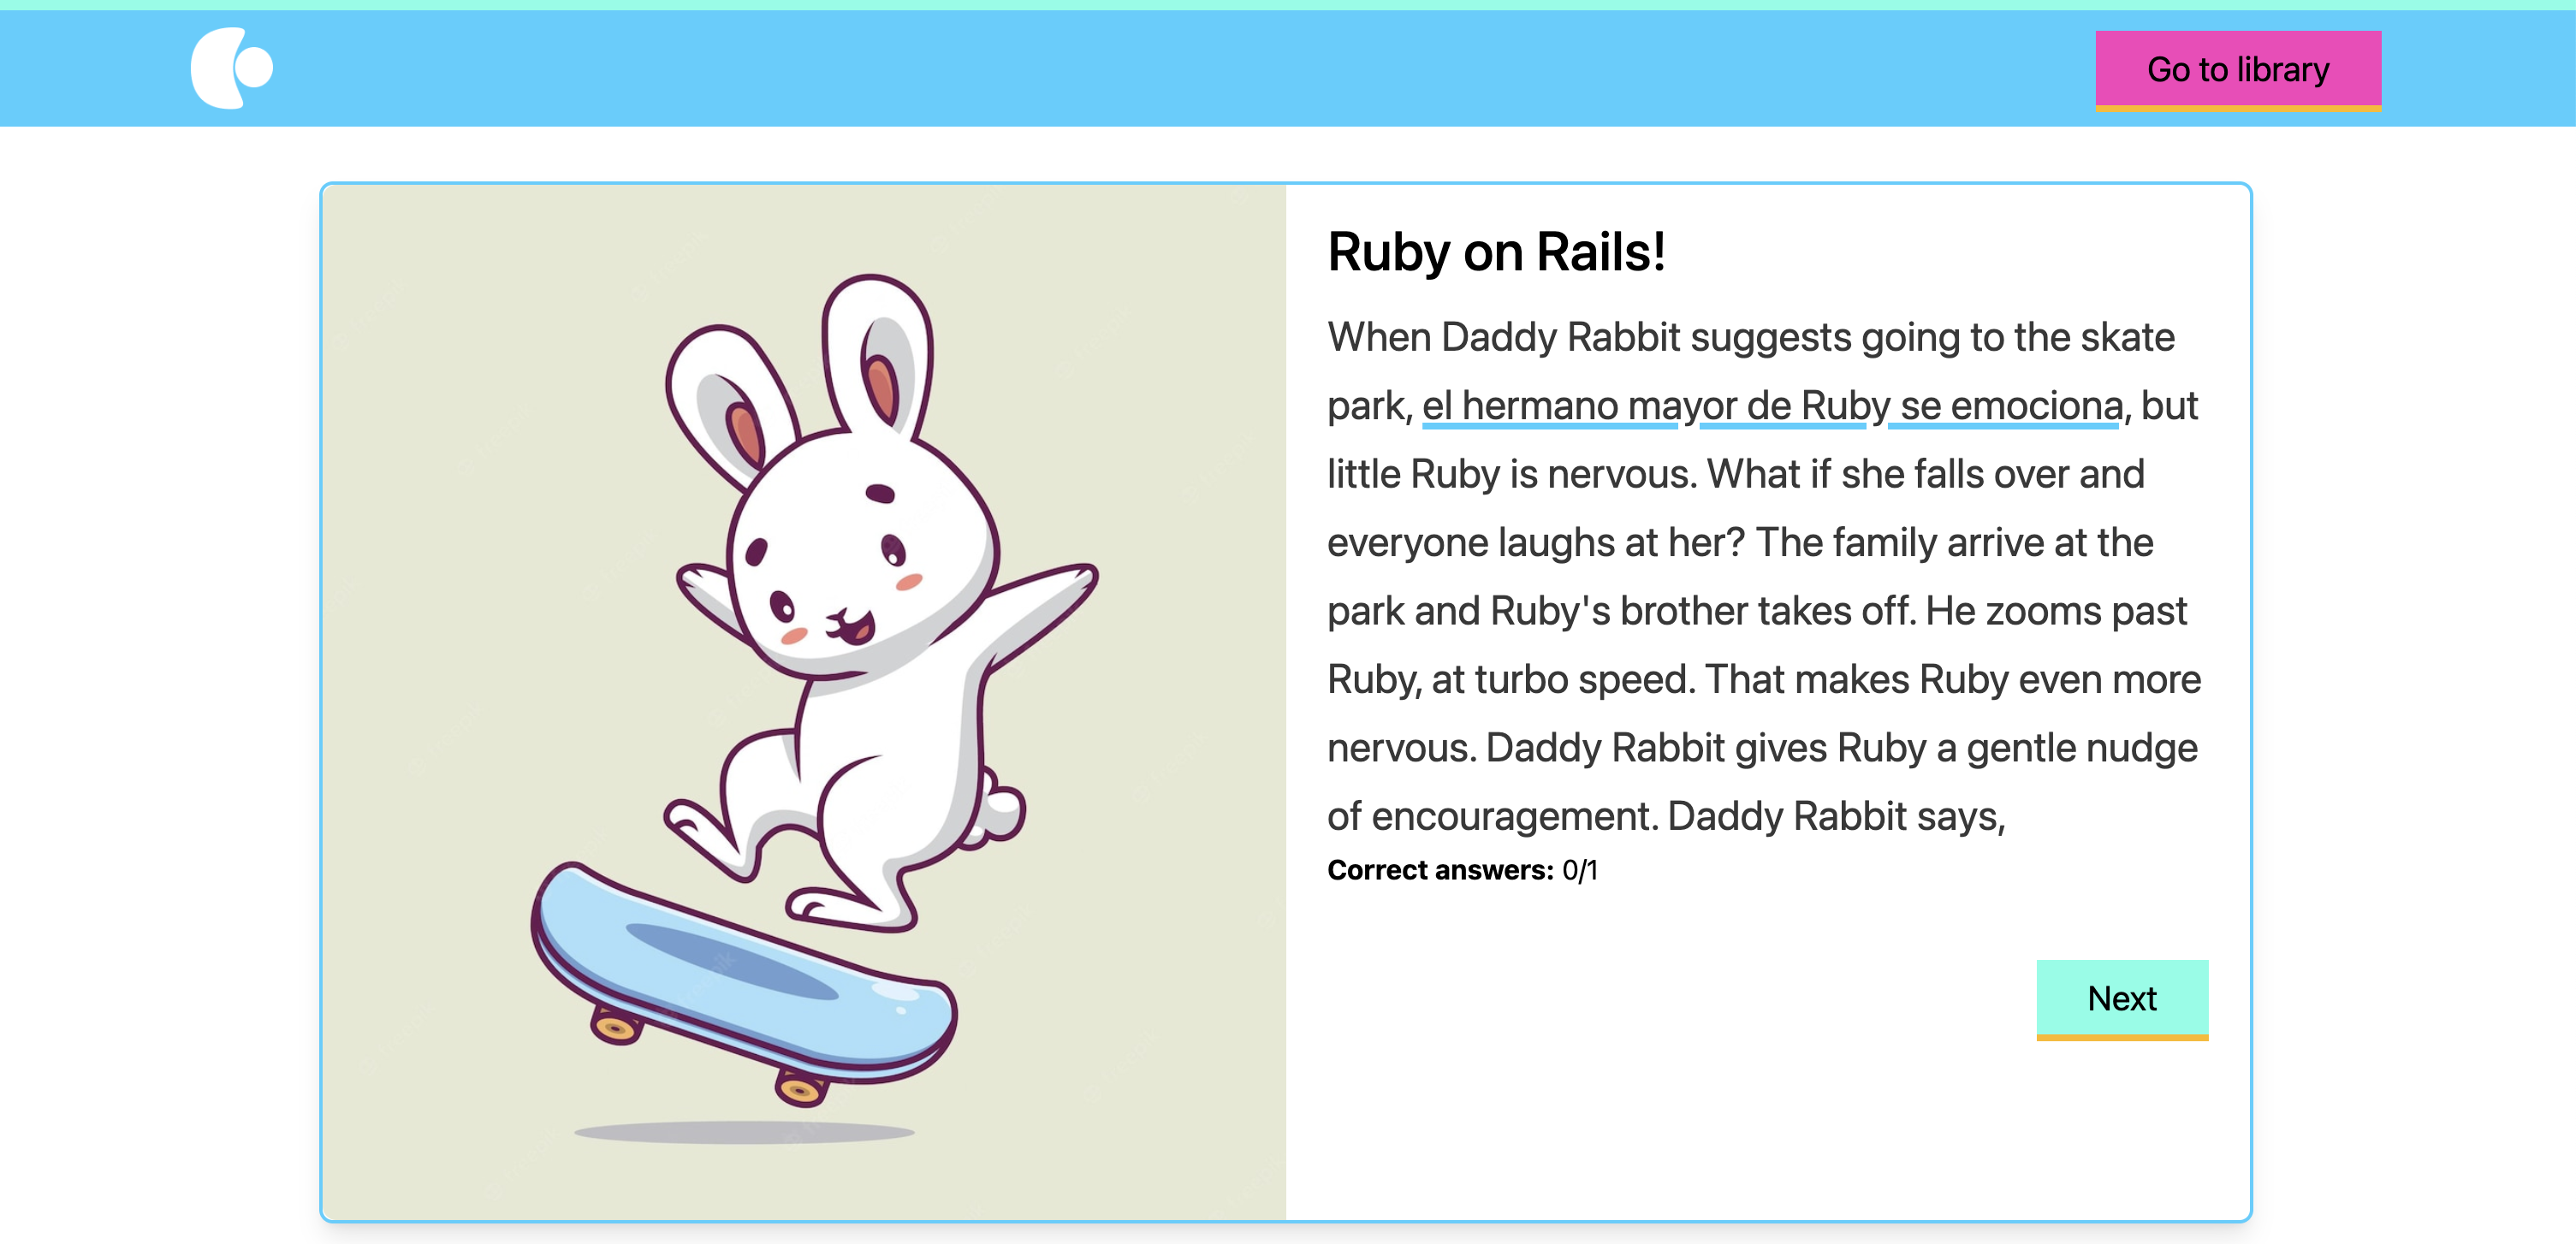 Go to library
Ruby on Rails!
When Daddy Rabbit suggests going to the skate
park, el hermano mayor de Ruby se emociona, but
little Ruby is nervous. What if she falls over and
everyone laughs at her? The family arrive at the
park and Ruby's brother takes off. He zooms past
Ruby, at turbo speed. That makes Ruby even more
nervous. Daddy Rabbit gives Ruby a gentle nudge
of encouragement. Daddy Rabbit says,
Correct answers: 0/1
Next